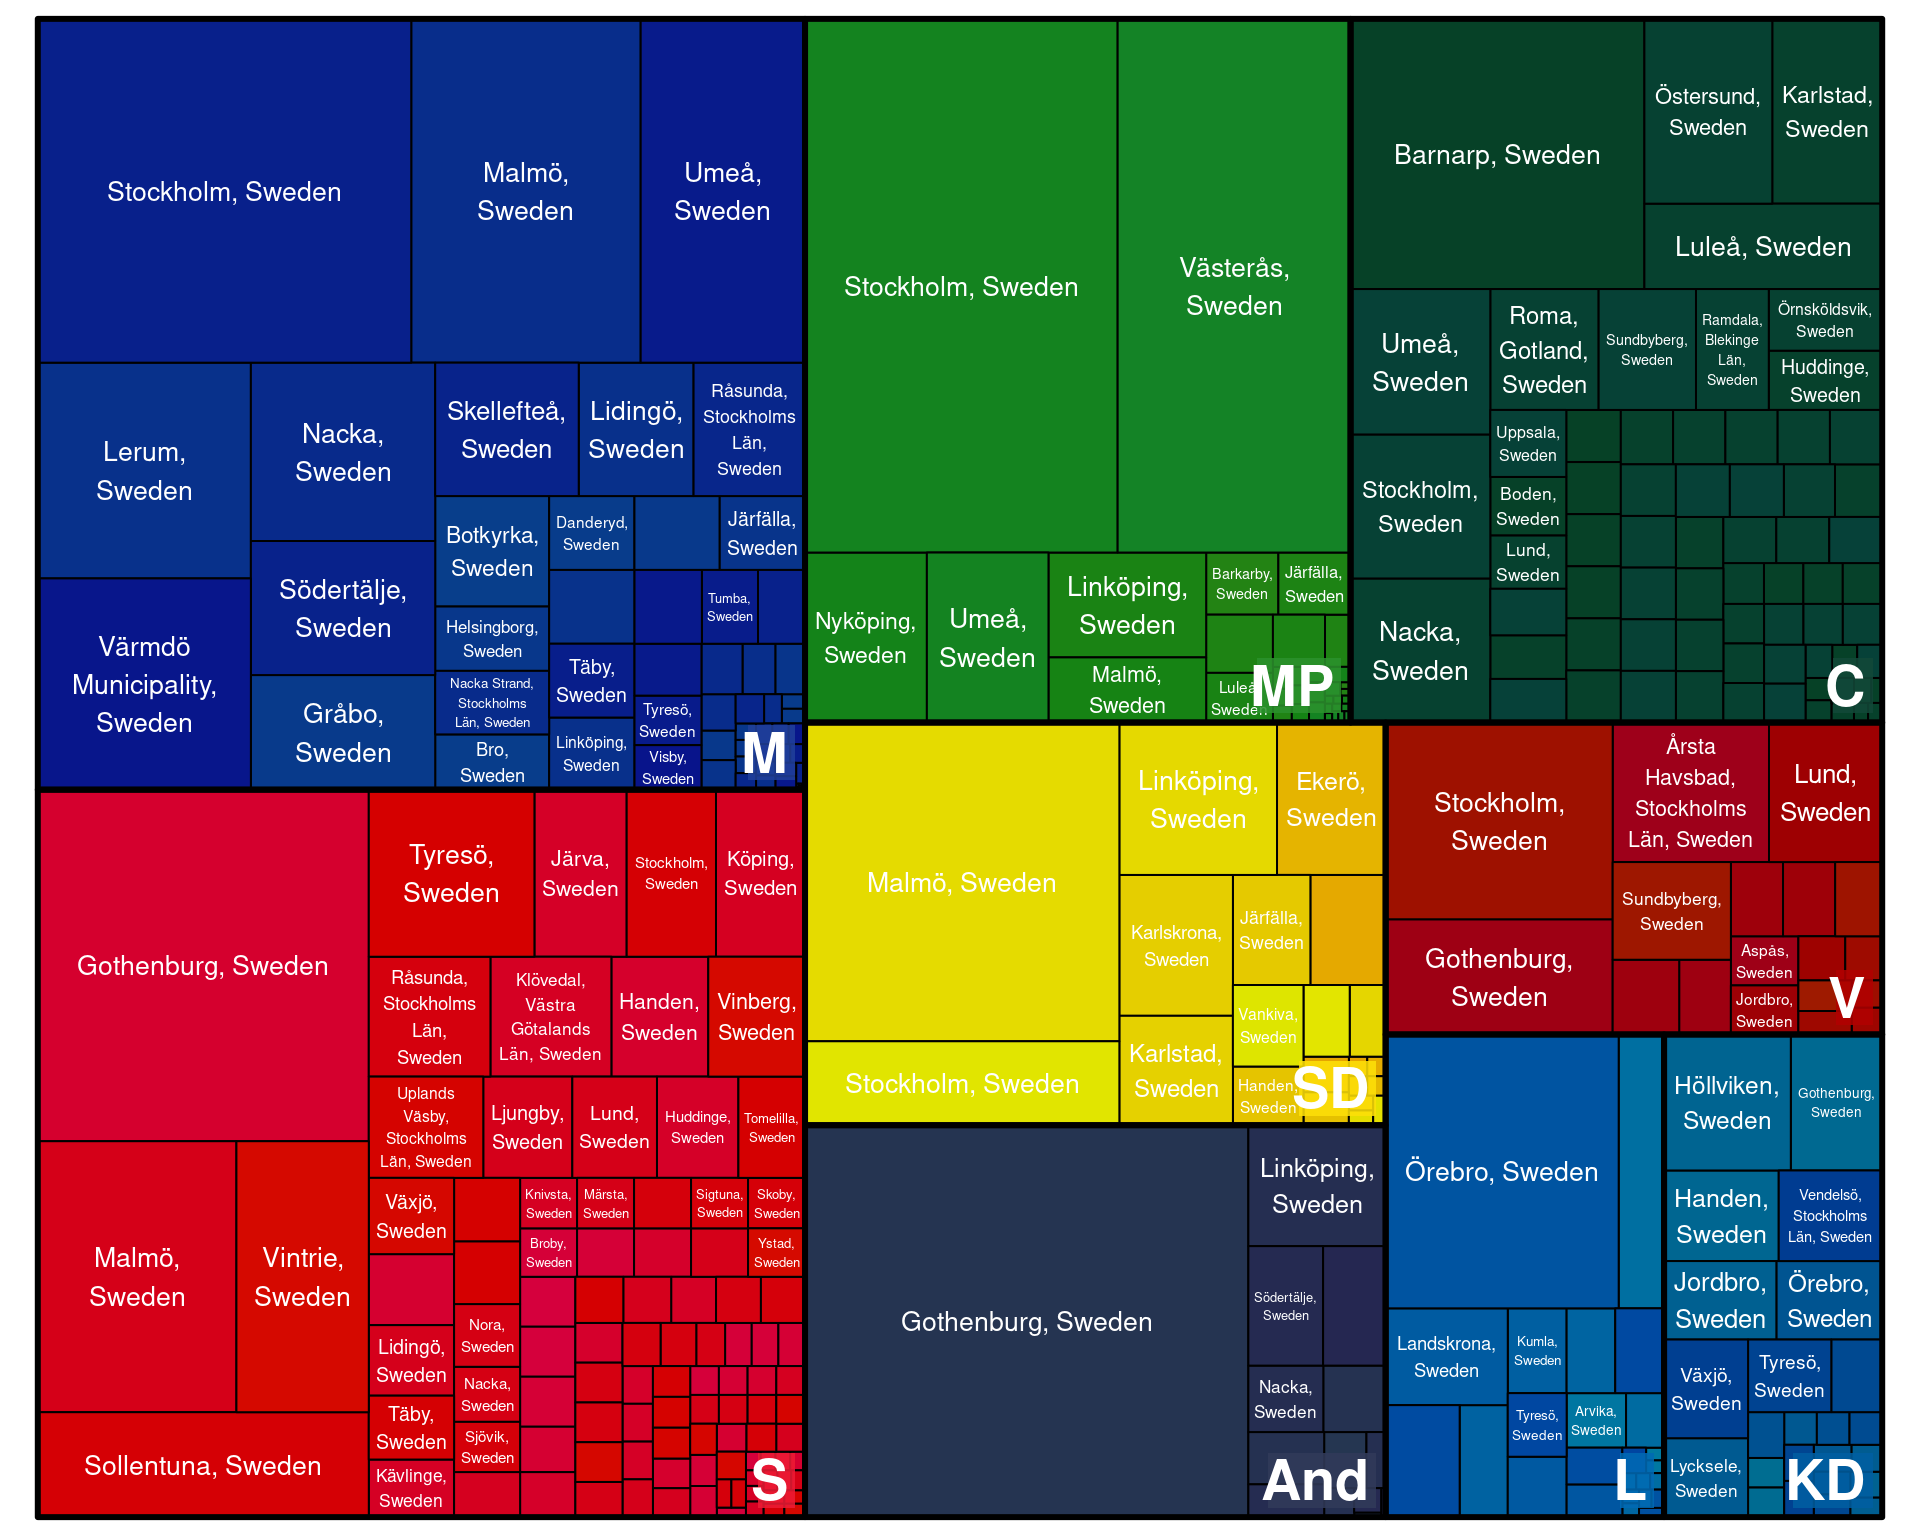 Stockholm, Sweden
Malmö,
Sweden
Umeå,
Sweden
Lerum,
Sweden
Nacka,
Sweden
Skellefteå,
Sweden
Lidingö,
Sweden
Råsunda,
Stockholms
Län,
Sweden
Botkyrka,
Sweden
Danderyd,
Sweden
Järfälla,
Sweden
Värmdö
Municipality,
Sweden
Södertälje,
Sweden
Helsingborg,
Sweden
Tumba,
Sweden
Täby,
Sweden
Gråbo,
Sweden
Nacka Strand,
Stockholms
Län, Sweden
Tyresö,
Sweden
Bro,
Sweden
Linköping,
Sweden
Visby,
Sweden
M
Stockholm, Sweden
Västerås,
Sweden
Nyköping,
Sweden
Umeå,
Sweden
Linköping,
Sweden
Barkarby,
Sweden
Järfälla,
Sweden
Malmö,
Sweden
Luleå,
Sweden
MP
Barnarp, Sweden
Östersund,
Sweden
Karlstad,
Sweden
Luleå, Sweden
Umeå,
Sweden
Roma,
Gotland,
Sweden
Sundbyberg,
Sweden
Ramdala,
Blekinge
Län,
Sweden
Örnsköldsvik,
Sweden
Huddinge,
Sweden
Stockholm,
Sweden
Uppsala,
Sweden
Boden,
Sweden
Lund,
Sweden
Nacka,
Sweden
C
Gothenburg, Sweden
Tyresö,
Sweden
Järva,
Sweden
Stockholm,
Sweden
Köping,
Sweden
Råsunda,
Stockholms
Län,
Sweden
Klövedal,
Västra
Götalands
Län, Sweden
Handen,
Sweden
Vinberg,
Sweden
Uplands
Väsby,
Stockholms
Län, Sweden
Ljungby,
Sweden
Lund,
Sweden
Huddinge,
Sweden
Tomelilla,
Sweden
Malmö,
Sweden
Vintrie,
Sweden
Växjö,
Sweden
Knivsta,
Sweden
Märsta,
Sweden
Sigtuna,
Sweden
Skoby,
Sweden
Broby,
Sweden
Ystad,
Sweden
Lidingö,
Sweden
Nora,
Sweden
Nacka,
Sweden
Täby,
Sweden
Sjövik,
Sweden
Sollentuna, Sweden
Kävlinge,
Sweden
S
Malmö, Sweden
Linköping,
Sweden
Ekerö,
Sweden
Karlskrona,
Sweden
Järfälla,
Sweden
Stockholm, Sweden
Karlstad,
Sweden
Vankiva,
Sweden
Handen,
Sweden
SD
Gothenburg, Sweden
Linköping,
Sweden
Södertälje,
Sweden
Nacka,
Sweden
And
Stockholm,
Sweden
Årsta
Havsbad,
Stockholms
Län, Sweden
Lund,
Sweden
Sundbyberg,
Sweden
Gothenburg,
Sweden
Aspås,
Sweden
Jordbro,
Sweden
V
Örebro, Sweden
Landskrona,
Sweden
Kumla,
Sweden
Tyresö,
Sweden
Arvika,
Sweden
L
Höllviken,
Sweden
Gothenburg,
Sweden
Handen,
Sweden
Vendelsö,
Stockholms
Län, Sweden
Jordbro,
Sweden
Örebro,
Sweden
Växjö,
Sweden
Tyresö,
Sweden
Lycksele,
Sweden
KD